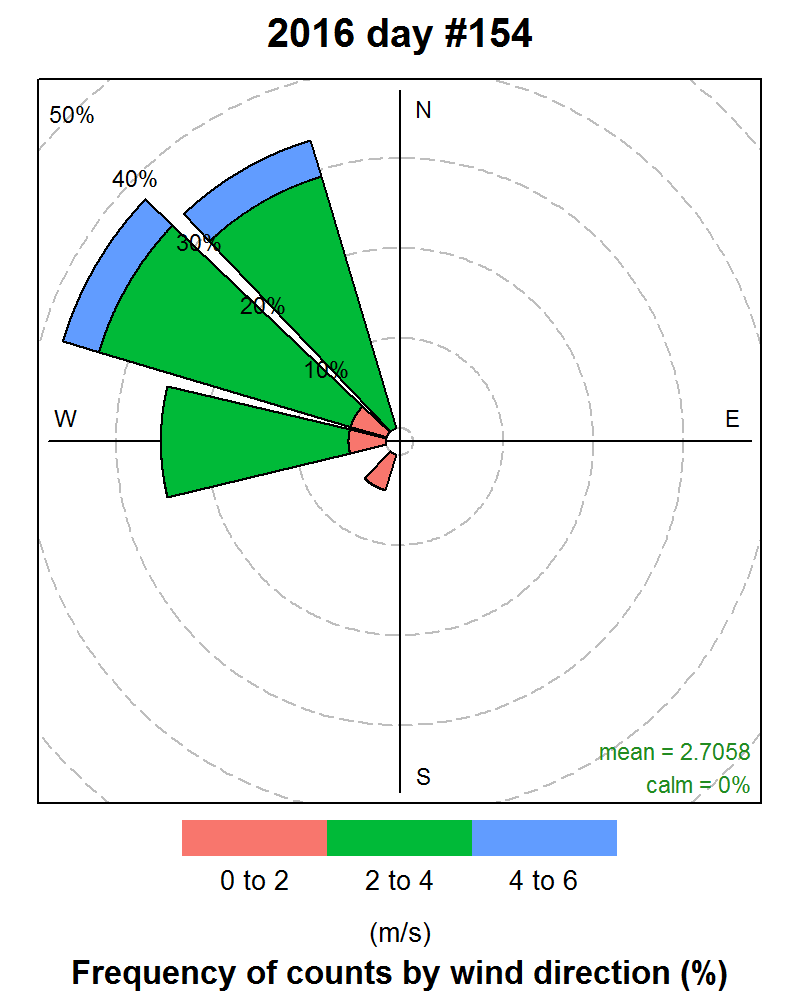 2016 day #154
50%
N
40%
30%
20%
10%
W
E
S
mean = 2.7058
calm = 0%
0 to 2
2 to 4
4 to 6
(m/s)
Frequency of counts by wind direction (%)